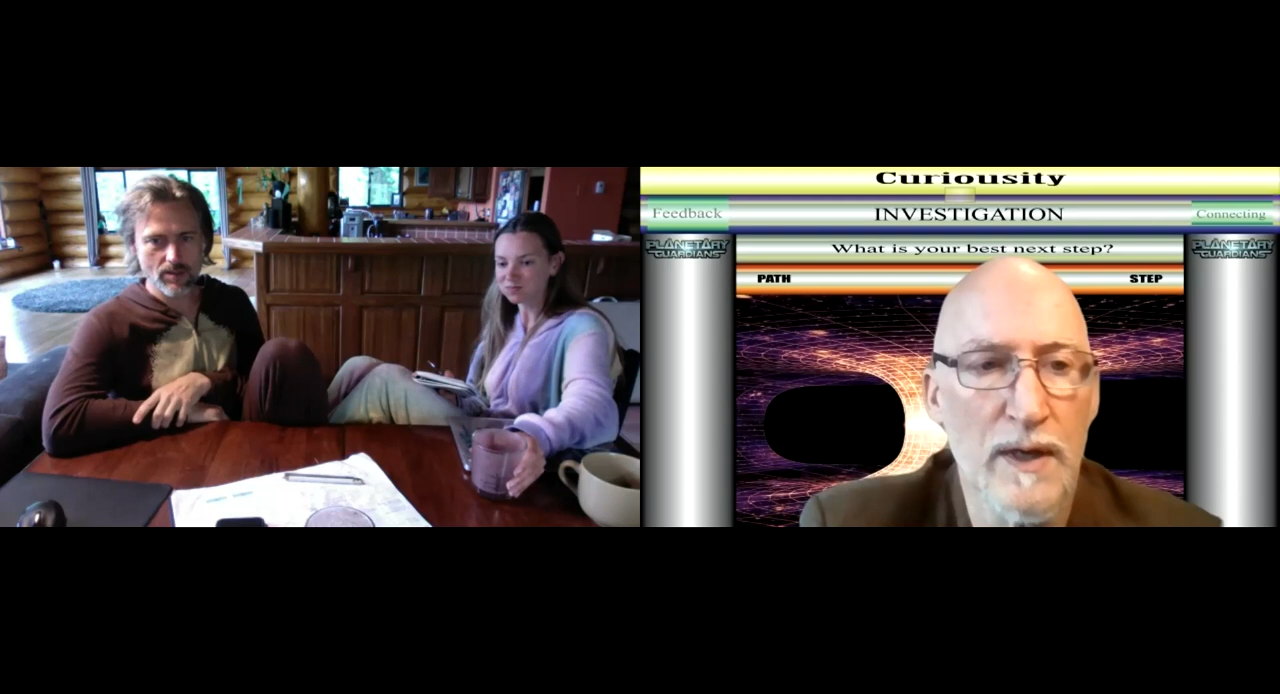 Curiousity
Feedback
INVESTIGATION
Connecting
PLANETARY GUARDIANS
What is your best next step?
PLANETARY GUARDIANS
PATH
STEP